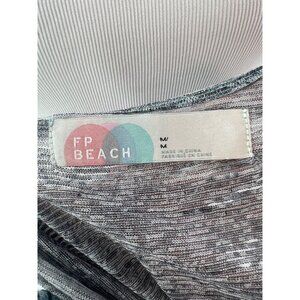 FP
BEACH
M/
M
MADE IN CHINA
FABRIQUÉ EN CHINE